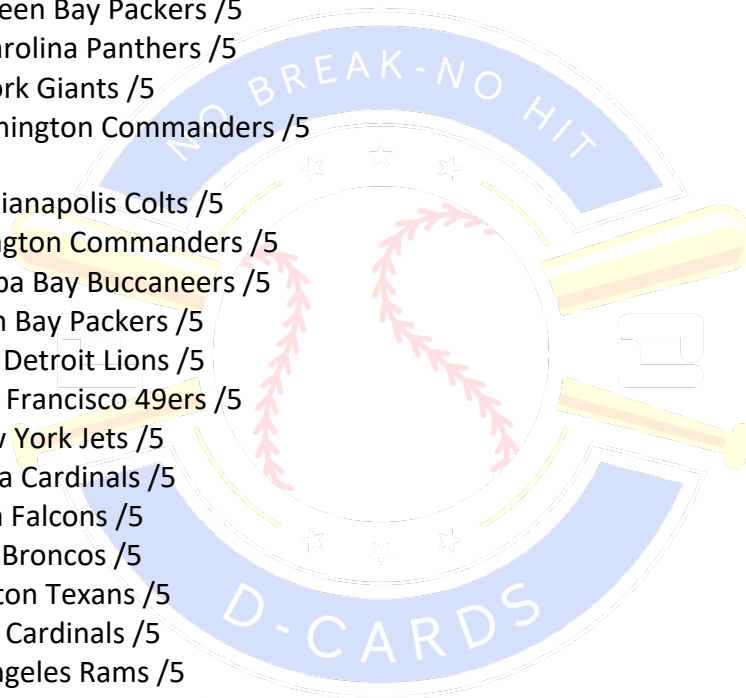 een Bay Packers /5
arolina Panthers /5
ork Giants /5
nington Commanders /5
ianapolis Colts /5
gton Commanders /5
pa Bay Buccaneers /5
n Bay Packers /5
Detroit Lions /5
Francisco 49ers /5
w York Jets /5
a Cardinals /5
n Falcons /5
Broncos /5
ton Texans /5
Cardinals /5
ngeles Rams /5
NO BREAK-NO HIT
D-CARDS